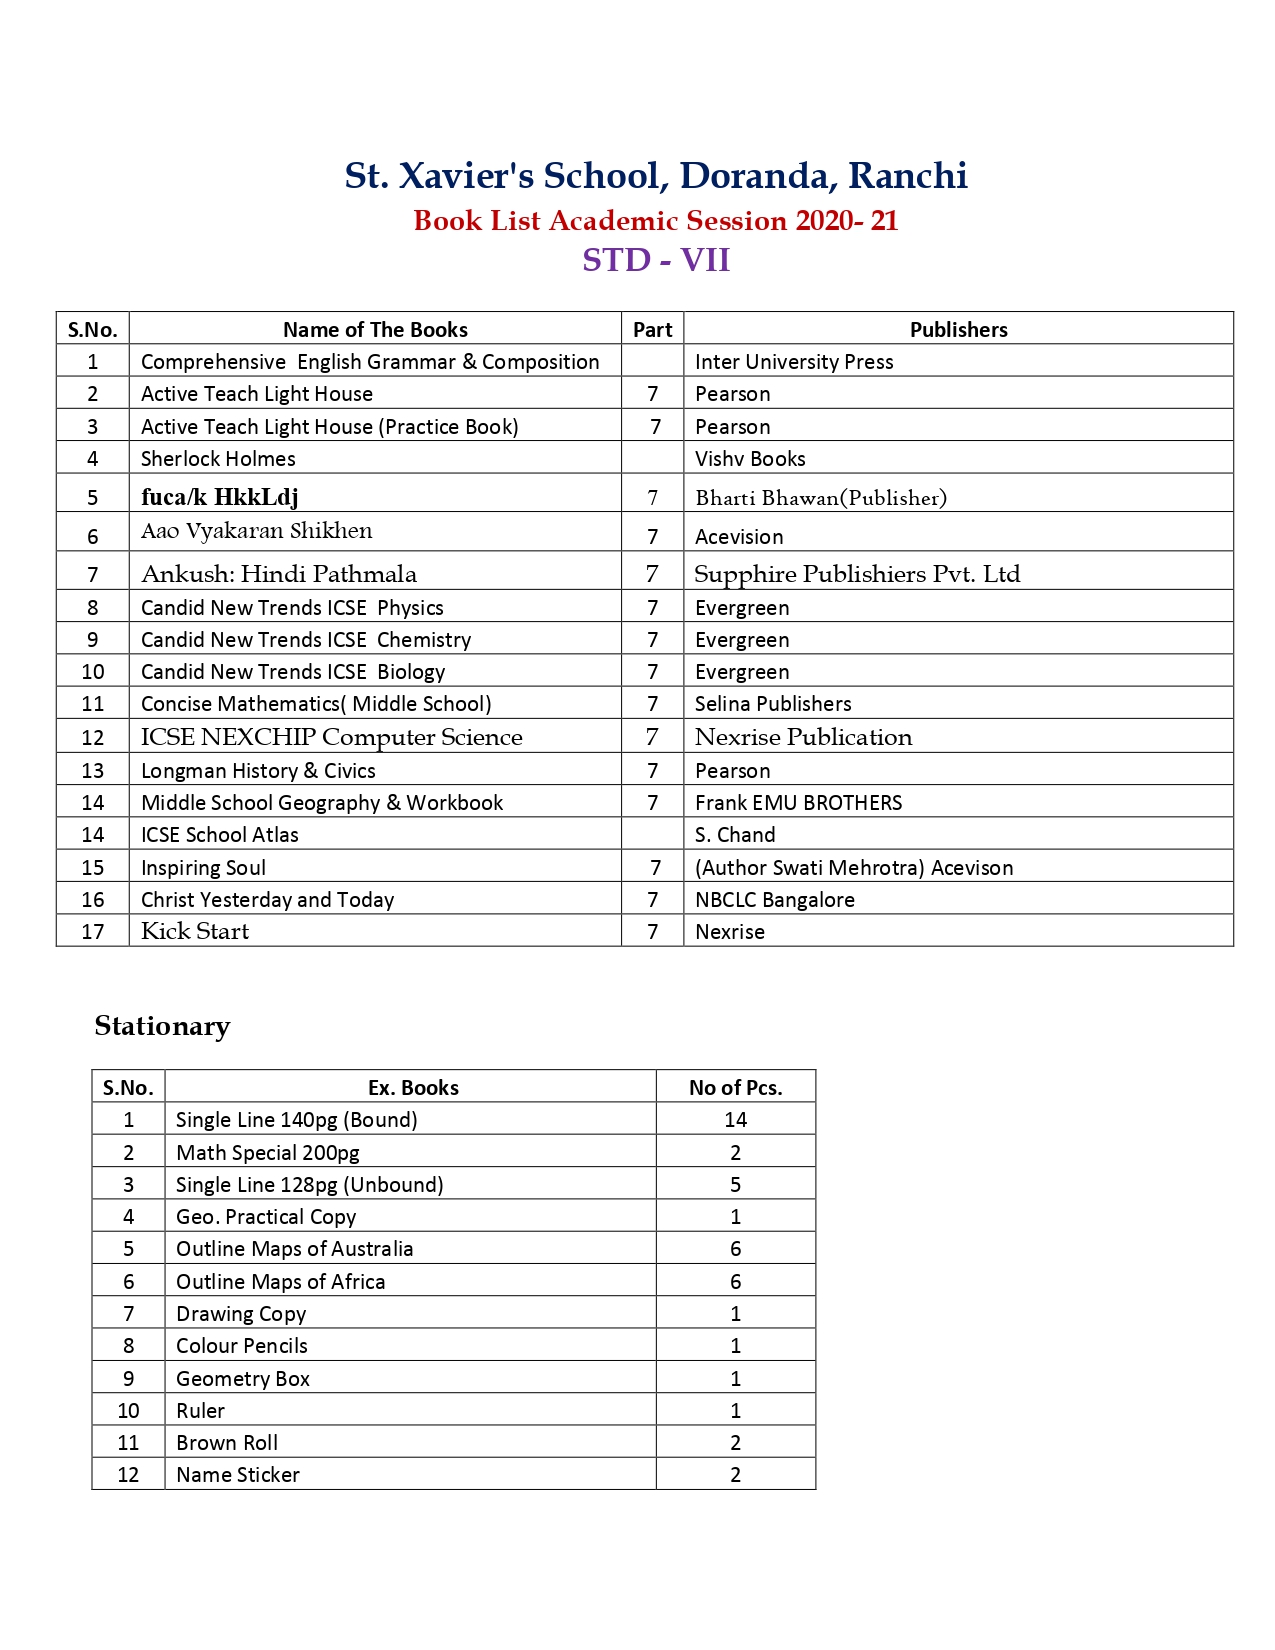 St. Xavier's School, Doranda, Ranchi
Book List Academic Session 2020- 21
STD - VII
S.No. Name of The Books Part Publishers
1 Comprehensive English Grammar & Composition Inter University Press
2 Active Teach Light House 7 Pearson
3 Active Teach Light House (Practice Book) 7 Pearson
4 Sherlock Holmes Vishv Books
5 fuca/k HkkLdj 7 Bharti Bhawan(Publisher)
6 Aao Vyakaran Shikhen 7 Acevision
7 Ankush: Hindi Pathmala 7 Supphire Publishiers Pvt. Ltd
8 Candid New Trends ICSE Physics 7 Evergreen
9 Candid New Trends ICSE Chemistry 7 Evergreen
10 Candid New Trends ICSE Biology 7 Evergreen
11 Concise Mathematics( Middle School) 7 Selina Publishers
12 ICSE NEXCHIP Computer Science 7 Nexrise Publication
13 Longman History & Civics 7 Pearson
14 Middle School Geography & Workbook 7 Frank EMU BROTHERS
14 ICSE School Atlas S. Chand
15 Inspiring Soul 7 (Author Swati Mehrotra) Acevison
16 Christ Yesterday and Today 7 NBCLC Bangalore
17 Kick Start 7 Nexrise
Stationary
S.No. Ex. Books No of Pcs.
1 Single Line 140pg (Bound) 14
2 Math Special 200pg 2
3 Single Line 128pg (Unbound) 5
4 Geo. Practical Copy 1
5 Outline Maps of Australia 6
6 Outline Maps of Africa 6
7 Drawing Copy 1
8 Colour Pencils 1
9 Geometry Box 1
10 Ruler 1
11 Brown Roll 2
12 Name Sticker 2